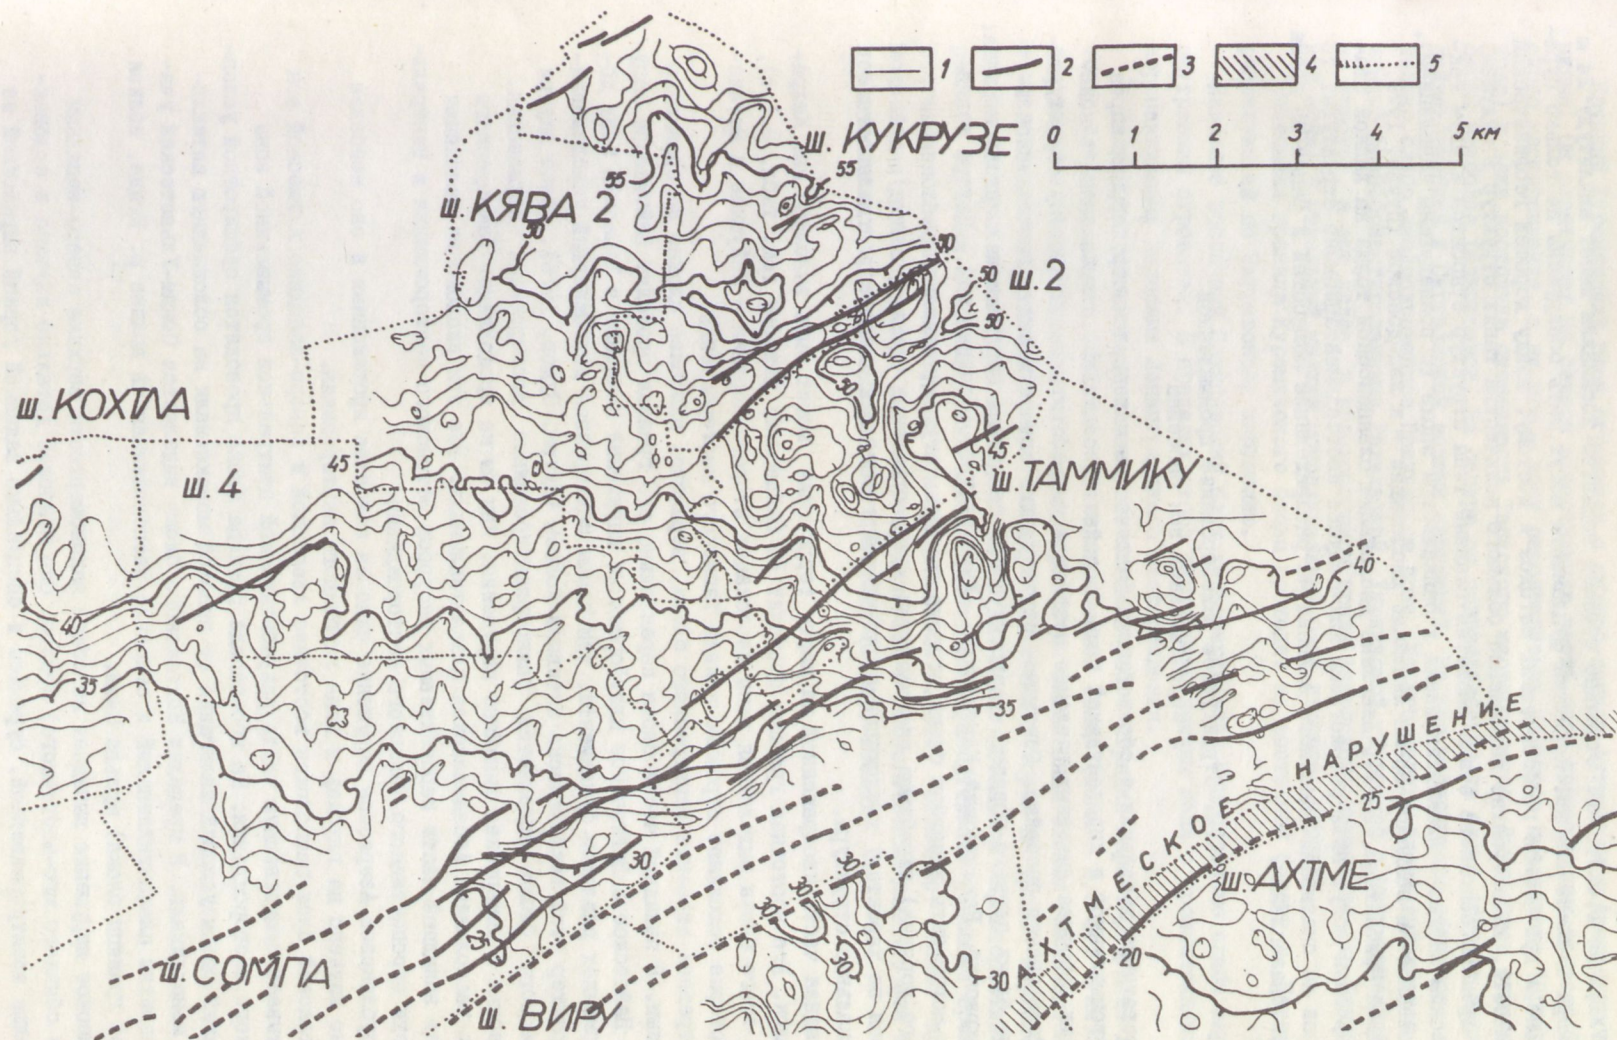 1 2 3 4 5
ш. КУКРУЗЕ
0 1 2 3 4 5 км
55
55
ш. КЯВА 2
50
50
50
ш. 2
50
50
ш. КОХТЛА
45
ш. 4
45
ш. ТАММИКУ
40
40
35
35
АХТМЕСКОЕ НАРУШЕНИЕ
25
30
30
30
30
30
30
ш. АХТМЕ
20
ш. СОМПА
ш. ВИРУ